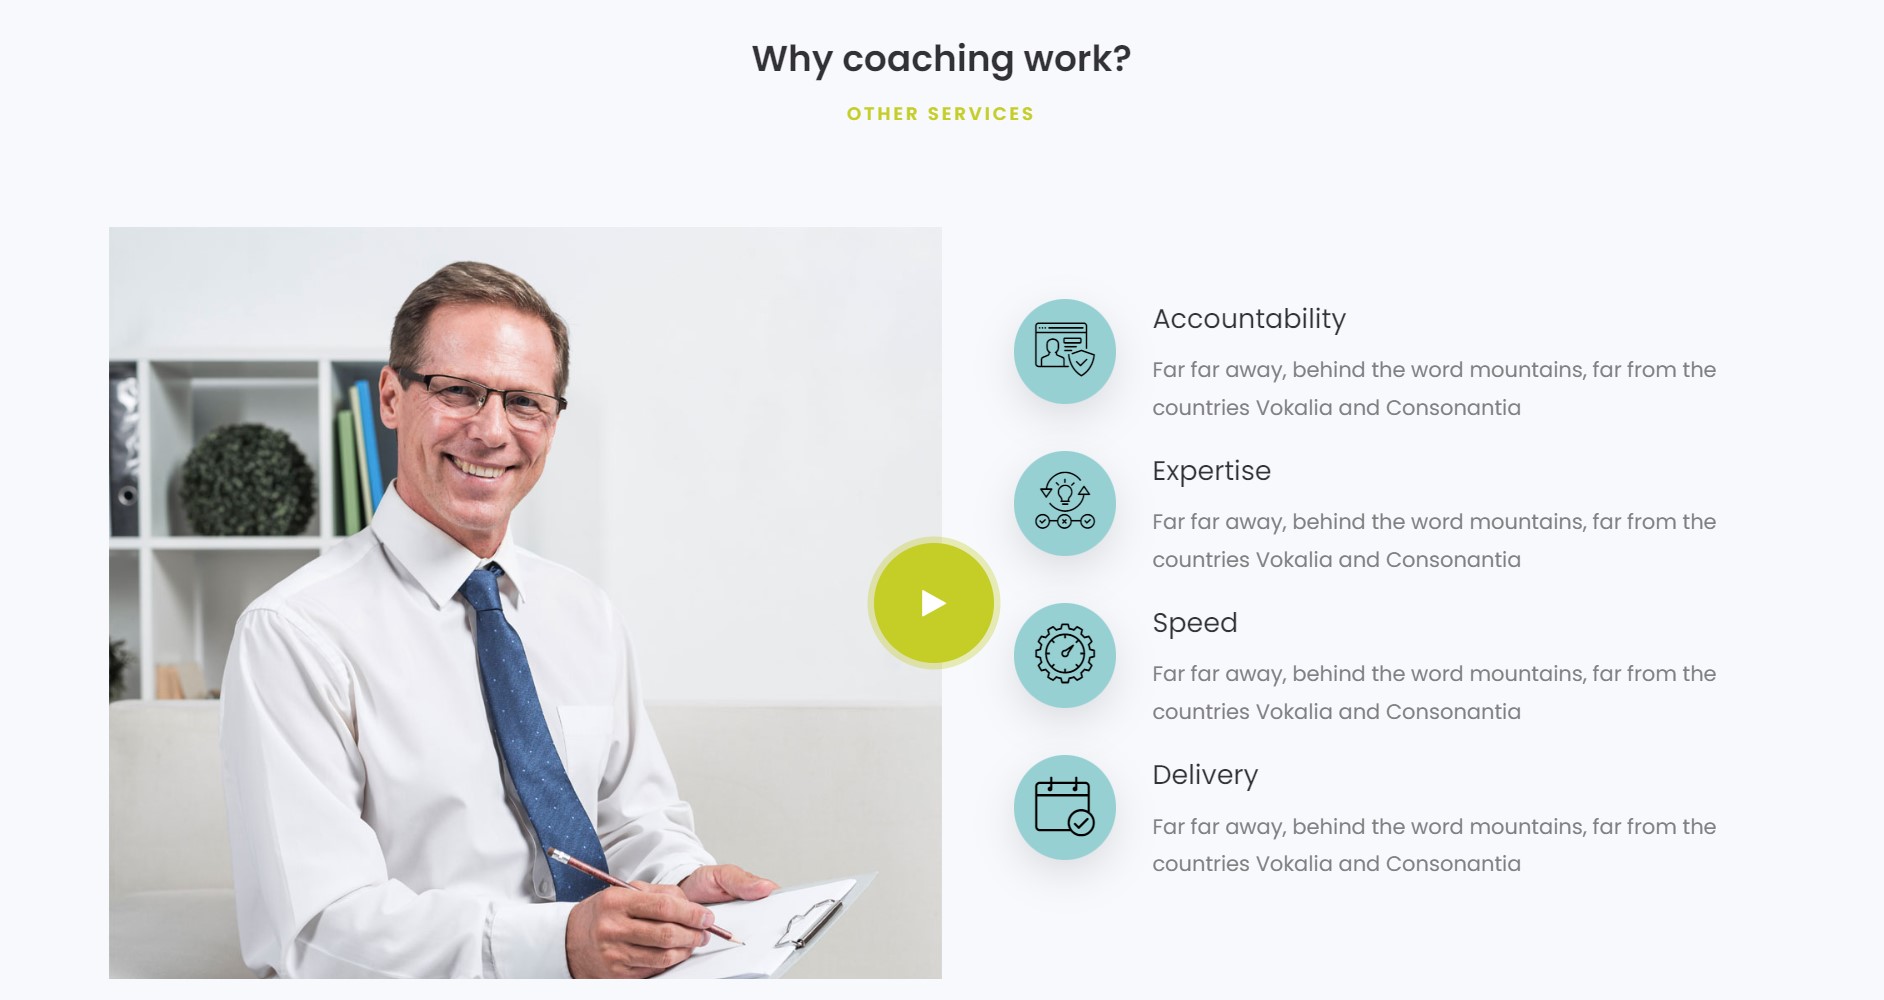 Why coaching work?
OTHER SERVICES
Accountability
Far far away, behind the word mountains, far from the
countries Vokalia and Consonantia
Expertise
Far far away, behind the word mountains, far from the
countries Vokalia and Consonantia
Speed
Far far away, behind the word mountains, far from the
countries Vokalia and Consonantia
Delivery
Far far away, behind the word mountains, far from the
countries Vokalia and Consonantia